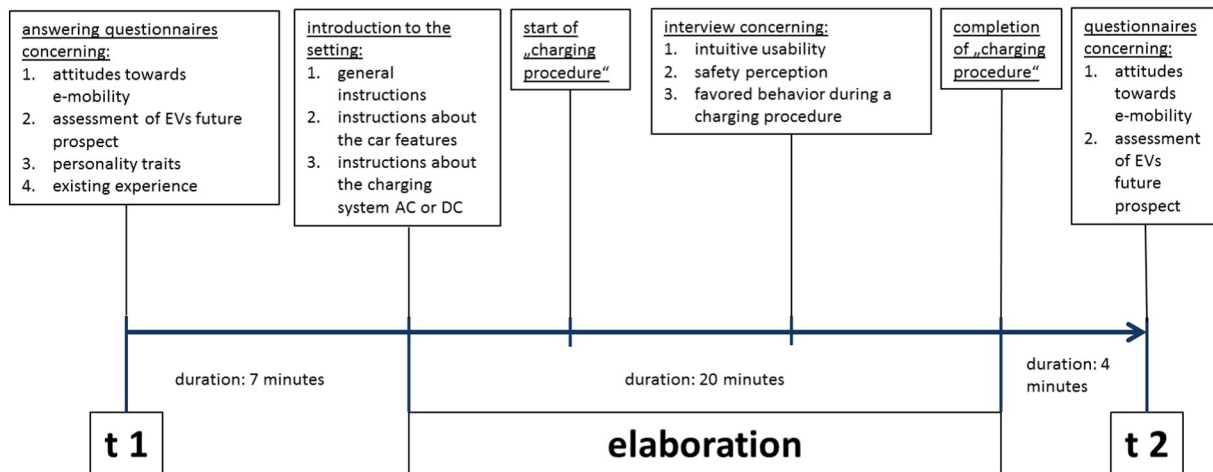 answering questionnaires
concerning:
1. attitudes towards
e-mobility
2. assessment of EVs future
prospect
3. personality traits
4. existing experience
introduction to the
setting:
1. general
instructions
2. instructions about
the car features
3. instructions about
the charging
system AC or DC
start of
„charging
procedure“
interview concerning:
1. intuitive usability
2. safety perception
3. favored behavior during a
charging procedure
completion
of „charging
procedure“
questionnaires
concerning:
1. attitudes
towards
e-mobility
2. assessment
of EVs
future
prospect
duration: 7 minutes
duration: 20 minutes
duration: 4
minutes
t 1
elaboration
t 2